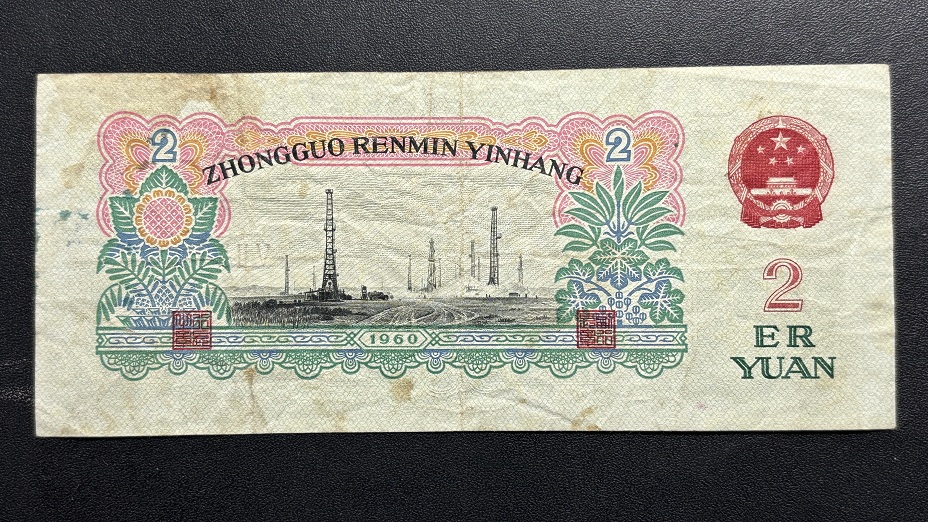 2
2
ZHONGGUO RENMIN YINHANG
2
ER
YUAN
1960